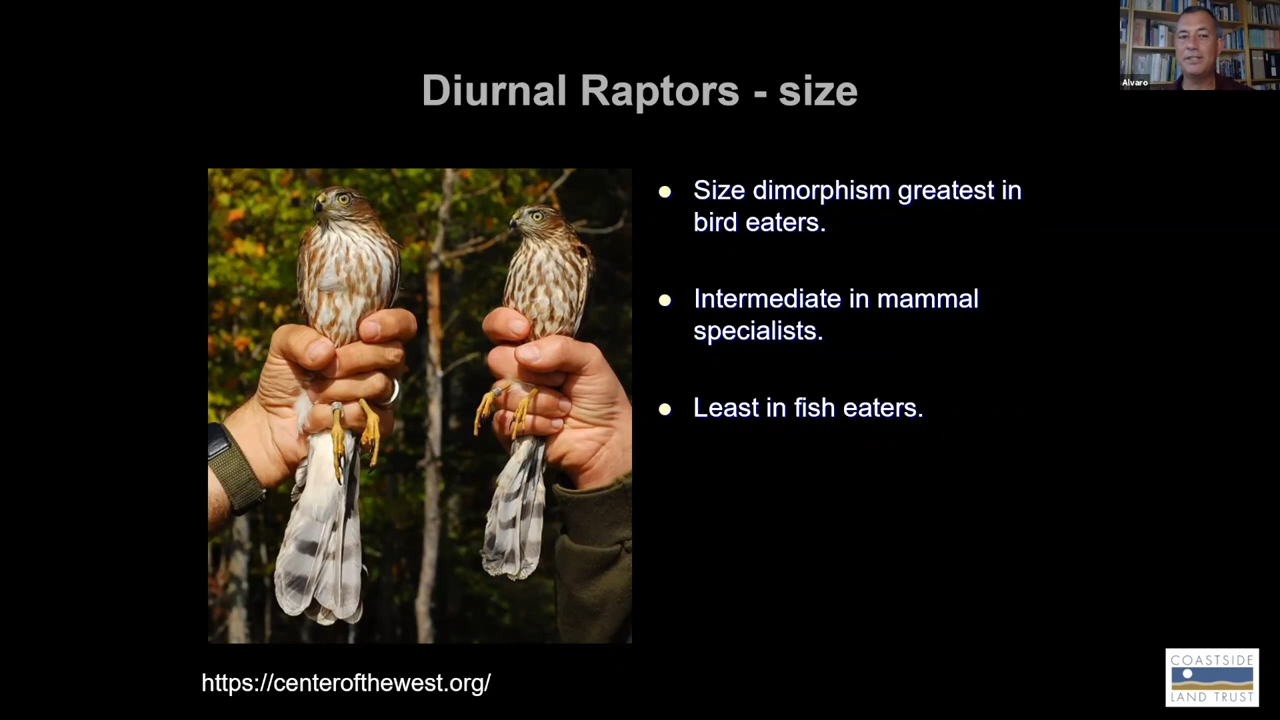 Alvaro
Diurnal Raptors - size
● Size dimorphism greatest in
bird eaters.
● Intermediate in mammal
specialists.
● Least in fish eaters.
https://centerofthewest.org/
COASTSIDE
LAND TRUST